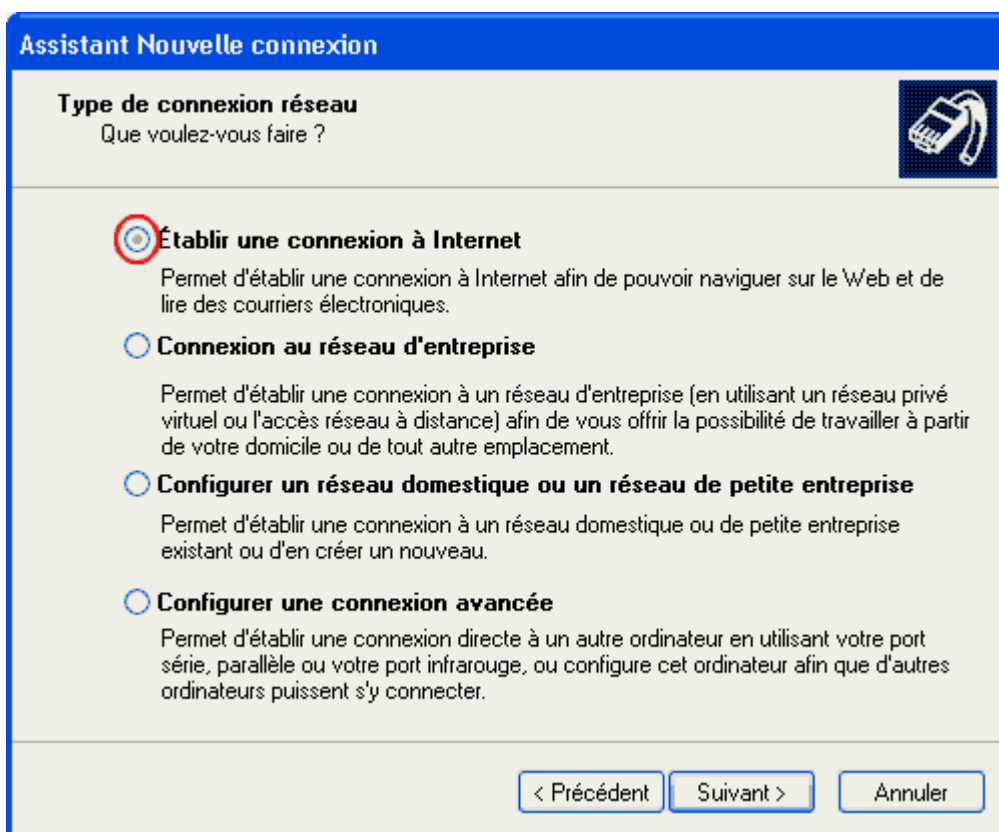 Assistant Nouvelle connexion
Type de connexion réseau
Que voulez-vous faire ?
Établir une connexion à Internet
Permet d'établir une connexion à Internet afin de pouvoir naviguer sur le Web et de
lire des courriers électroniques.
Connexion au réseau d'entreprise
Permet d'établir une connexion à un réseau d'entreprise (en utilisant un réseau privé
virtuel ou l'accès réseau à distance) afin de vous offrir la possibilité de travailler à partir
de votre domicile ou de tout autre emplacement.
Configurer un réseau domestique ou un réseau de petite entreprise
Permet d'établir une connexion à un réseau domestique ou de petite entreprise
existant ou d'en créer un nouveau.
Configurer une connexion avancée
Permet d'établir une connexion directe à un autre ordinateur en utilisant votre port
série, parallèle ou votre port infrarouge, ou configure cet ordinateur afin que d'autres
ordinateurs puissent s'y connecter.
< Précédent Suivant > Annuler